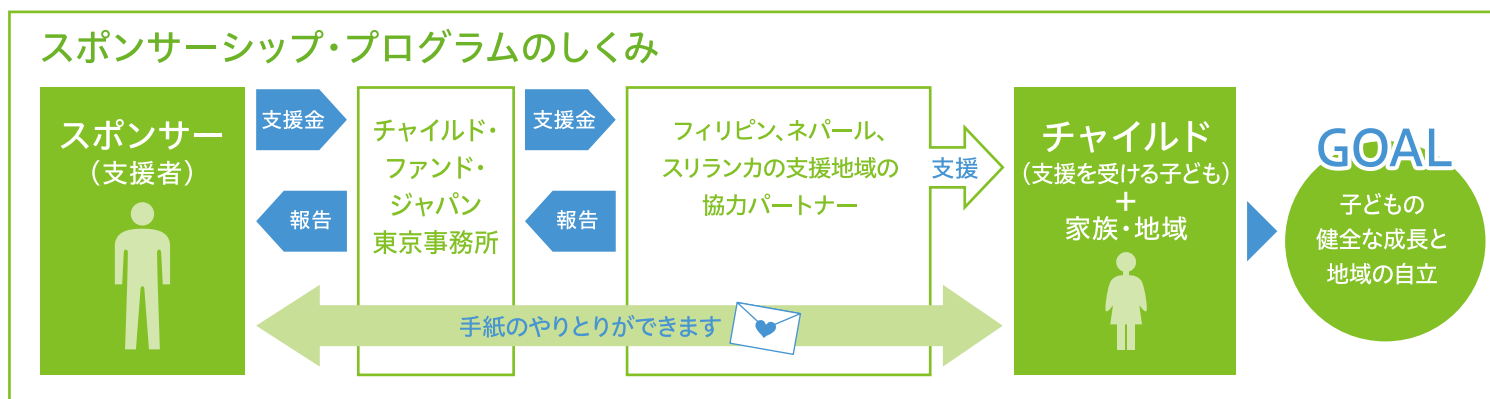 スポンサーシップ・プログラムのしくみ
スポンサー
（支援者）
支援金
報告
チャイルド・
ファンド・
ジャパン
東京事務所
支援金
報告
フィリピン、ネパール、
スリランカの支援地域の
協力パートナー
支援
チャイルド
（支援を受ける子ども）
+
家族・地域
手紙のやりとりができます
GOAL
子どもの
健全な成長と
地域の自立